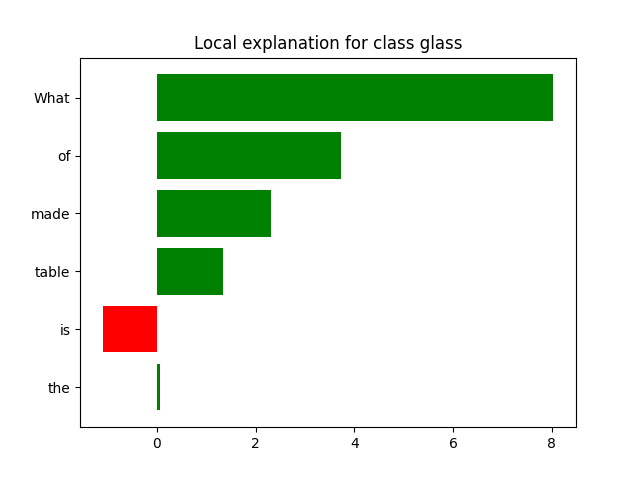 Local explanation for class glass
What
of
made
table
is
the
0 2 4 6 8